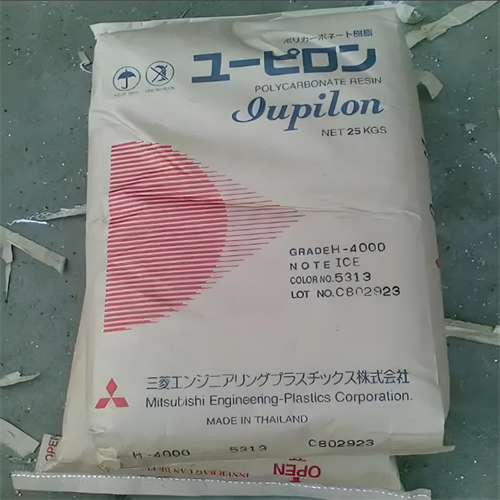 ポリカーボネート樹脂
ユーピロン
POLYCARBONATE RESIN
Iupilon
NET 25 KGS
GRADE H-4000
NOTE ICE
COLOR NO. 5313
LOT NO. C802923
三菱エンジニアリングプラスチックス株式会社
Mitsubishi Engineering-Plastics Corporation.
MADE IN THAILAND
H-4000 5313 C802923
OPEN OPEN